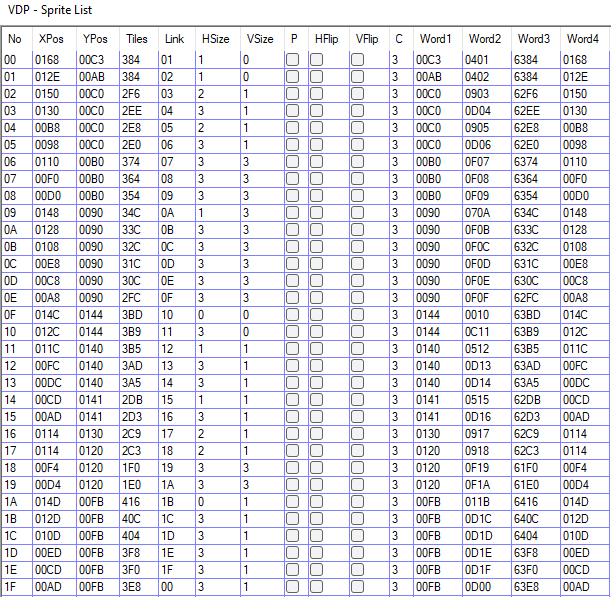 VDP - Sprite List
No XPos YPos Tiles Link HSize VSize P HFlip VFlip C Word1 Word2 Word3 Word4
00 0168 00C3 384 01 1 0 3 00C3 0401 6384 0168
01 012E 00AB 384 02 1 0 3 00AB 0402 6384 012E
02 0150 00C0 2F6 03 2 1 3 00C0 0903 62F6 0150
03 0130 00C0 2EE 04 3 1 3 00C0 0D04 62EE 0130
04 00B8 00C0 2E8 05 2 1 3 00C0 0905 62E8 00B8
05 0098 00C0 2E0 06 3 1 3 00C0 0D06 62E0 0098
06 0110 00B0 374 07 3 3 3 00B0 0F07 6374 0110
07 00F0 00B0 364 08 3 3 3 00B0 0F08 6364 00F0
08 00D0 00B0 354 09 3 3 3 00B0 0F09 6354 00D0
09 0148 0090 34C 0A 1 3 3 0090 070A 634C 0148
0A 0128 0090 33C 0B 3 3 3 0090 0F0B 633C 0128
0B 0108 0090 32C 0C 3 3 3 0090 0F0C 632C 0108
0C 00E8 0090 31C 0D 3 3 3 0090 0F0D 631C 00E8
0D 00C8 0090 30C 0E 3 3 3 0090 0F0E 630C 00C8
0E 00A8 0090 2FC 0F 3 3 3 0090 0F0F 62FC 00A8
0F 014C 0144 3BD 10 0 0 3 0144 0010 63BD 014C
10 012C 0144 3B9 11 3 0 3 0144 0C11 63B9 012C
11 011C 0140 3B5 12 1 1 3 0140 0512 63B5 011C
12 00FC 0140 3AD 13 3 1 3 0140 0D13 63AD 00FC
13 00DC 0140 3A5 14 3 1 3 0140 0D14 63A5 00DC
14 00CD 0141 2DB 15 1 1 3 0141 0515 62DB 00CD
15 00AD 0141 2D3 16 3 1 3 0141 0D16 62D3 00AD
16 0114 0130 2C9 17 2 1 3 0130 0917 62C9 0114
17 0114 0120 2C3 18 2 1 3 0120 0918 62C3 0114
18 00F4 0120 1F0 19 3 3 3 0120 0F19 61F0 00F4
19 00D4 0120 1E0 1A 3 3 3 0120 0F1A 61E0 00D4
1A 014D 00FB 416 1B 0 1 3 00FB 011B 6416 014D
1B 012D 00FB 40C 1C 3 1 3 00FB 0D1C 640C 012D
1C 010D 00FB 404 1D 3 1 3 00FB 0D1D 6404 010D
1D 00ED 00FB 3F8 1E 3 1 3 00FB 0D1E 63F8 00ED
1E 00CD 00FB 3F0 1F 3 1 3 00FB 0D1F 63F0 00CD
1F 00AD 00FB 3E8 00 3 1 3 00FB 0D00 63E8 00AD